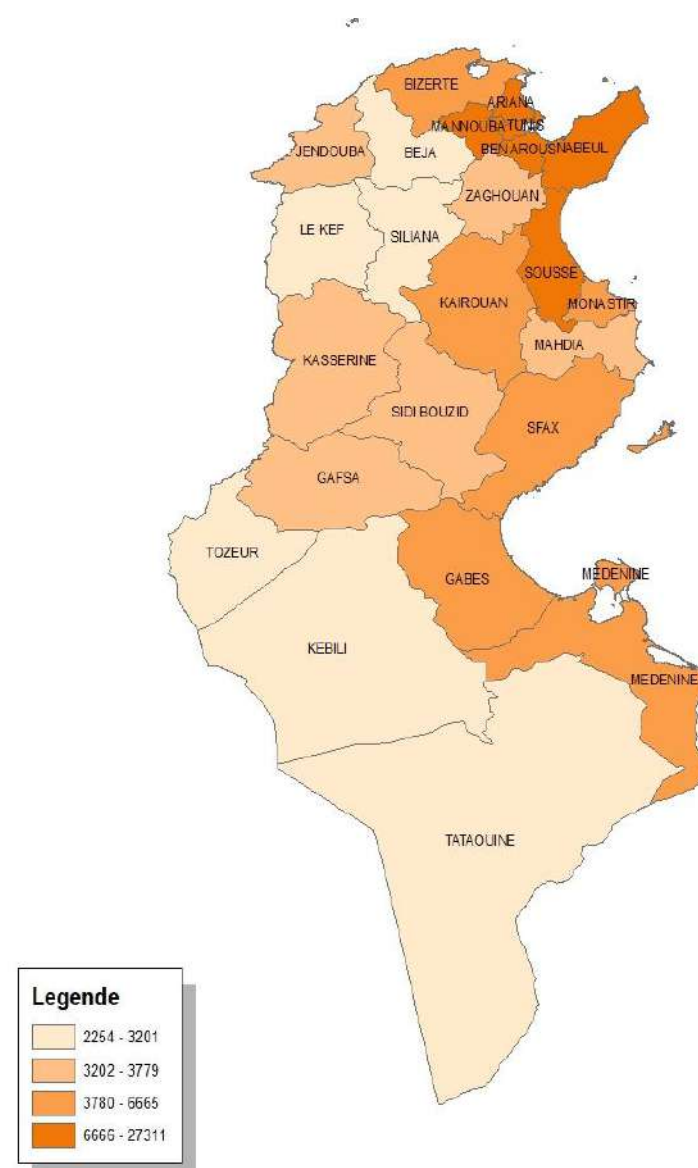 BIZERTE
ARIANA
MANNOUBA
TUNIS
BEN AROUS
NABEUL
JENDOUBA
BEJA
ZAGHOUAN
LE KEF
SILIANA
SOUSSE
KAIROUAN
MONASTIR
MAHDIA
KASSERINE
SIDI BOUZID
SFAX
GAFSA
TOZEUR
GABES
MEDENINE
KEBILI
MEDENINE
TATAOUINE
Legende
2254 - 3201
3202 - 3779
3780 - 6665
6666 - 27311